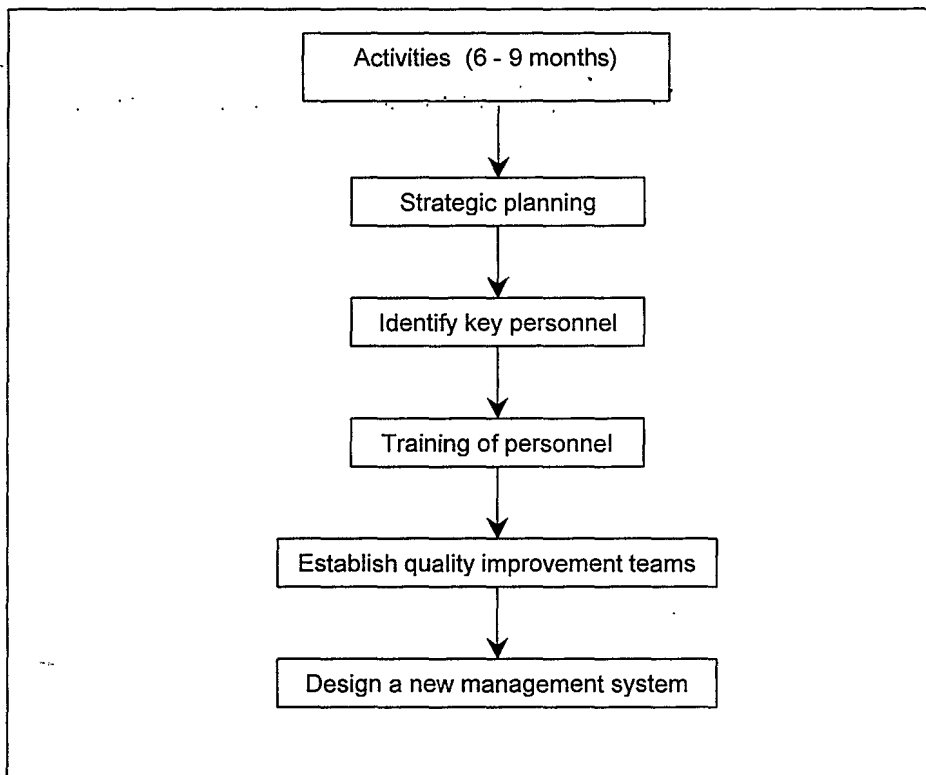 Activities (6 - 9 months)
Strategic planning
Identify key personnel
Training of personnel
Establish quality improvement teams
Design a new management system